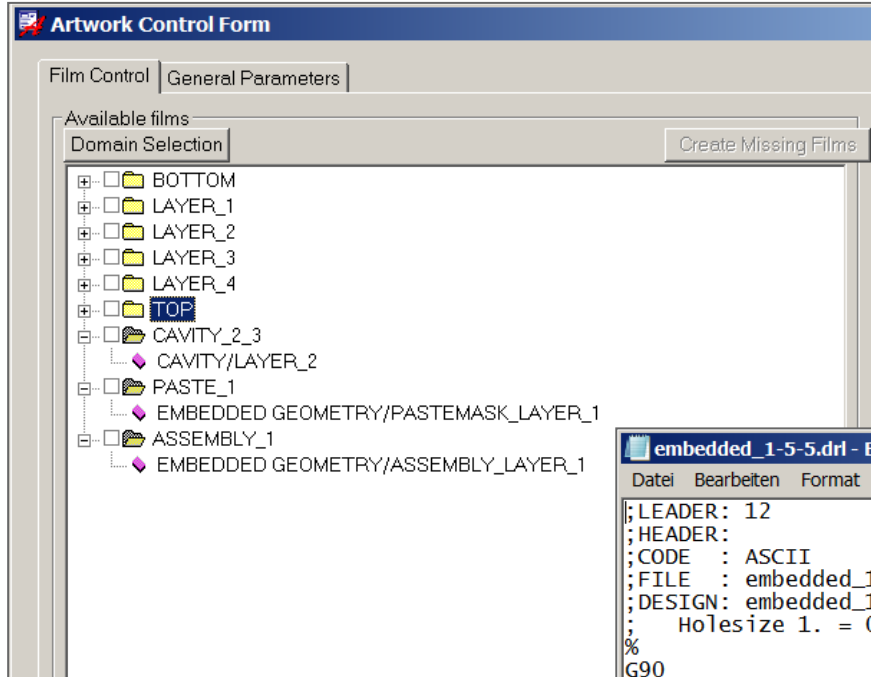 Artwork Control Form
Film Control General Parameters
Available films
Domain Selection Create Missing Films
BOTTOM
LAYER_1
LAYER_2
LAYER_3
LAYER_4
TOP
CAVITY_2_3
CAVITY/LAYER_2
PASTE_1
EMBEDDED GEOMETRY/PASTEMASK_LAYER_1
ASSEMBLY_1
EMBEDDED GEOMETRY/ASSEMBLY_LAYER_1
embedded_1-5-5.drl -
Datei Bearbeiten Format
;LEADER: 12
;HEADER:
;CODE : ASCII
;FILE : embedded_1
;DESIGN: embedded_1
; Holesize 1. =
%
G90